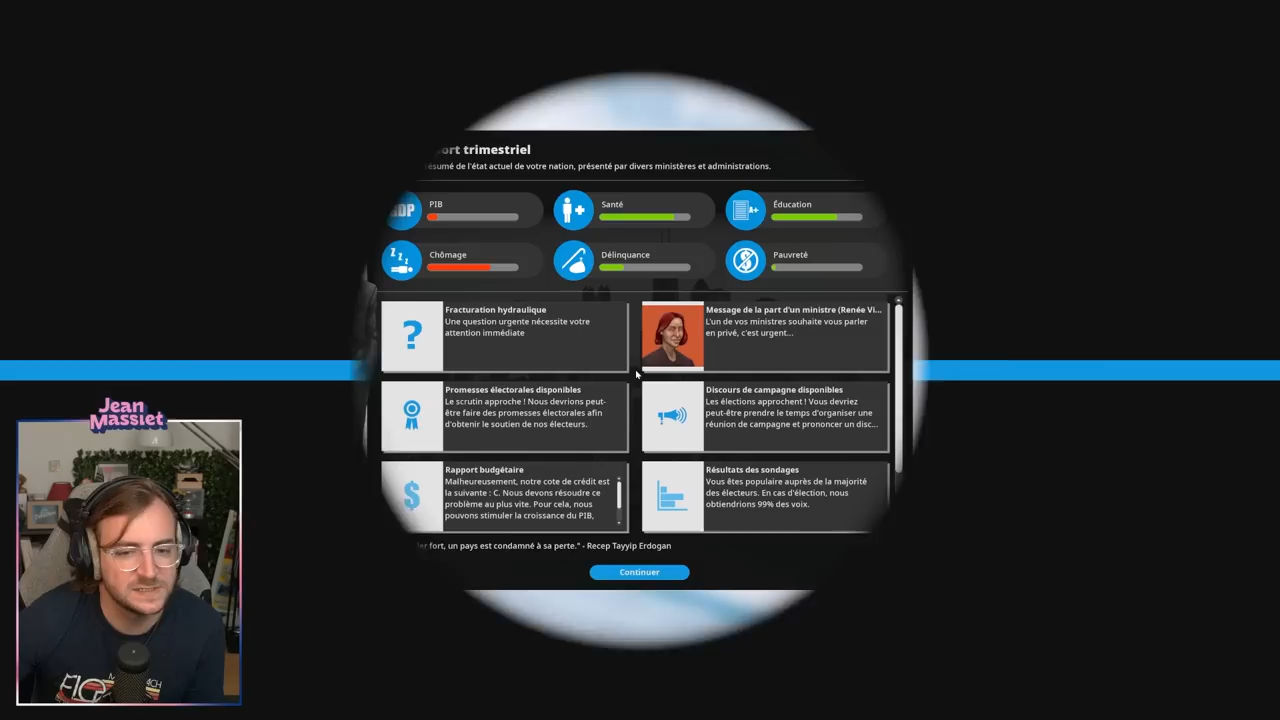 ort trimestriel
résumé de l'état actuel de votre nation, présenté par divers ministères et administrations.
GDP
PIB
Santé
A+
Éducation
Z Z Z
Chômage
Délinquance
Pauvreté
Fracturation hydraulique
Une question urgente nécessite votre
attention immédiate
?
Message de la part d'un ministre (Renée Vi...
L'un de vos ministres souhaite vous parler
en privé, c'est urgent...
Promesses électorales disponibles
Le scrutin approche ! Nous devrions peut-
être faire des promesses électorales afin
d'obtenir le soutien de nos électeurs.
Discours de campagne disponibles
Les élections approchent ! Vous devriez
peut-être prendre le temps d'organiser une
réunion de campagne et prononcer un disc...
Rapport budgétaire
Malheureusement, notre cote de crédit est
la suivante : C. Nous devons résoudre ce
problème au plus vite. Pour cela, nous
pouvons stimuler la croissance du PIB,
$
Résultats des sondages
Vous êtes populaire auprès de la majorité
des électeurs. En cas d'élection, nous
obtiendrions 99% des voix.
er fort, un pays est condamné à sa perte." - Recep Tayyip Erdogan
Continuer
Jean
Massiet